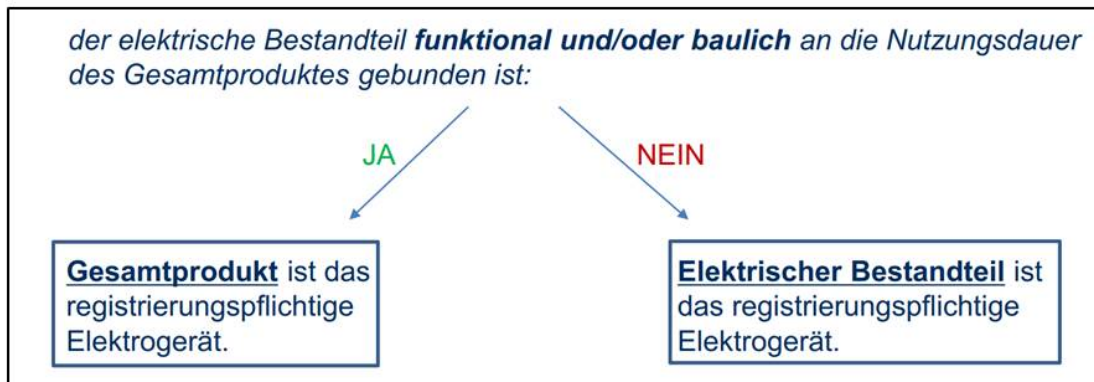 der elektrische Bestandteil funktional und/oder baulich an die Nutzungsdauer
des Gesamtproduktes gebunden ist:
JA
NEIN
Gesamtprodukt ist das
registrierungspflichtige
Elektrogerät.
Elektrischer Bestandteil ist
das registrierungspflichtige
Elektrogerät.